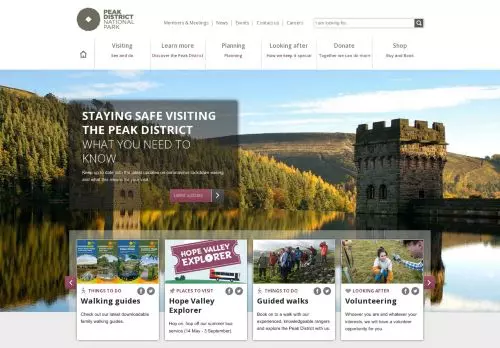 PEAK
DISTRICT
NATIONAL
PARK
Members & Meetings News Events Contact us Careers
I am looking for...
Visiting Learn more Planning Looking after Donate Shop
See and do Discover the Peak District Planning How we keep it special Together we can do more Buy and Book
STAYING SAFE VISITING
THE PEAK DISTRICT
WHAT YOU NEED TO
KNOW
Keep up to date with the latest updates on coronavirus lockdown easing
and what this means for your visit.
Latest updates
HOPE VALLEY
EXPLORER
THINGS TO DO
Walking guides
Check out our latest downloadable
family walking guides.
PLACES TO VISIT
Hope Valley
Explorer
Hop on, hop off our summer bus
service (14 May - 3 September).
THINGS TO DO
Guided walks
Book on to a walk with our
experienced, knowledgeable rangers
and explore the Peak District with us.
LOOKING AFTER
Volunteering
Whoever you are and whatever your
interests, we will have a volunteer
opportunity for you.